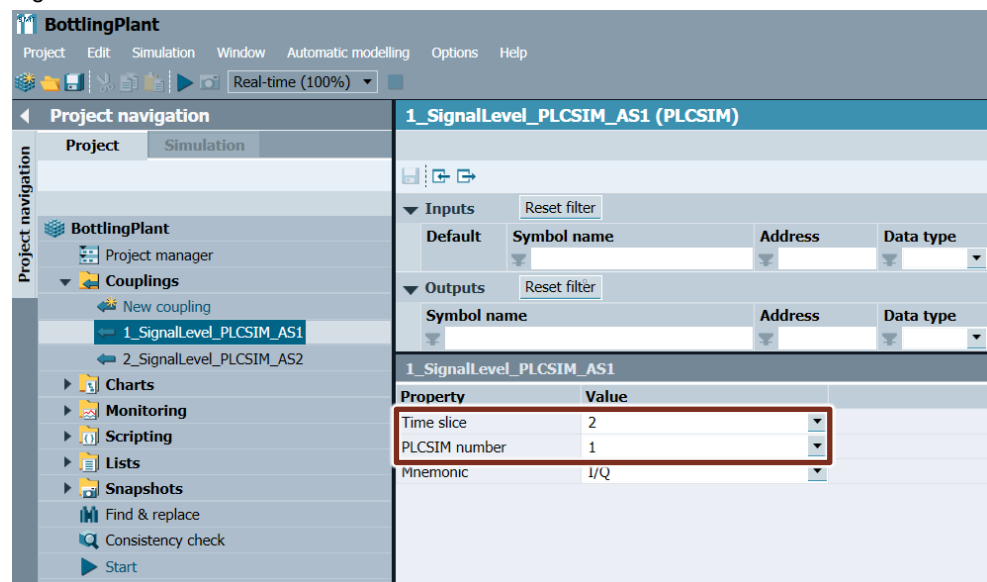 BottlingPlant
Project Edit Simulation Window Automatic modelling Options Help
Real-time (100%)
Project navigation
Project Simulation
Project navigation
BottlingPlant
Project manager
Couplings
New coupling
1_SignalLevel_PLCSIM_AS1
2_SignalLevel_PLCSIM_AS2
Charts
Monitoring
Scripting
Lists
Snapshots
Find & replace
Consistency check
Start
1_SignalLevel_PLCSIM_AS1 (PLCSIM)
Inputs Reset filter
Default Symbol name Address Data type
Outputs Reset filter
Symbol name Address Data type
1_SignalLevel_PLCSIM_AS1
Property Value
Time slice 2
PLCSIM number 1
Mnemonic I/Q